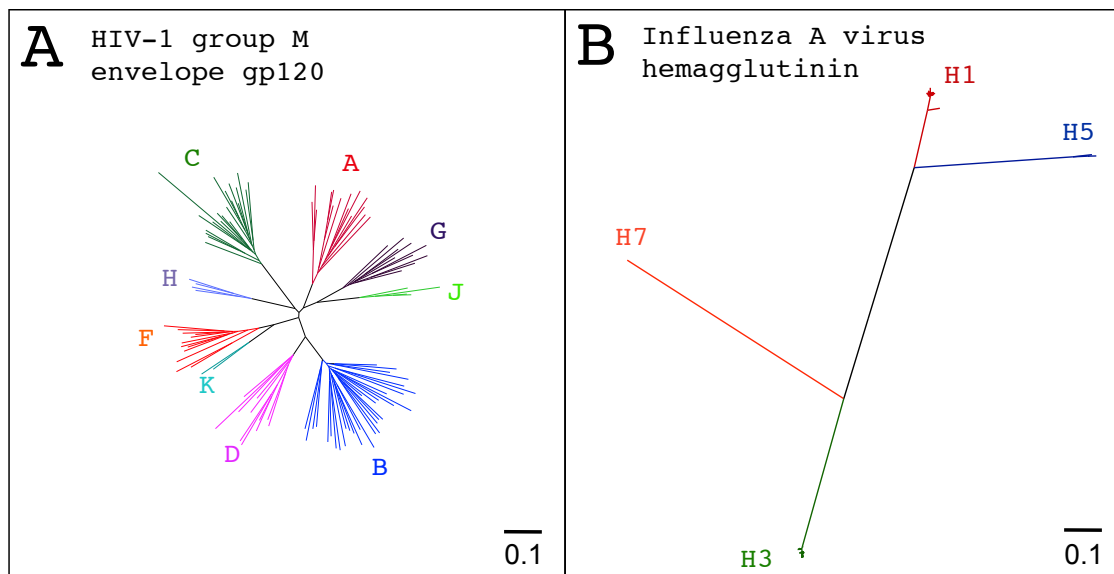 A
HIV-1 group M
envelope gp120
C
A
G
H
J
F
K
D
B
0.1
B
Influenza A virus
hemagglutinin
H1
H5
H7
H3
0.1